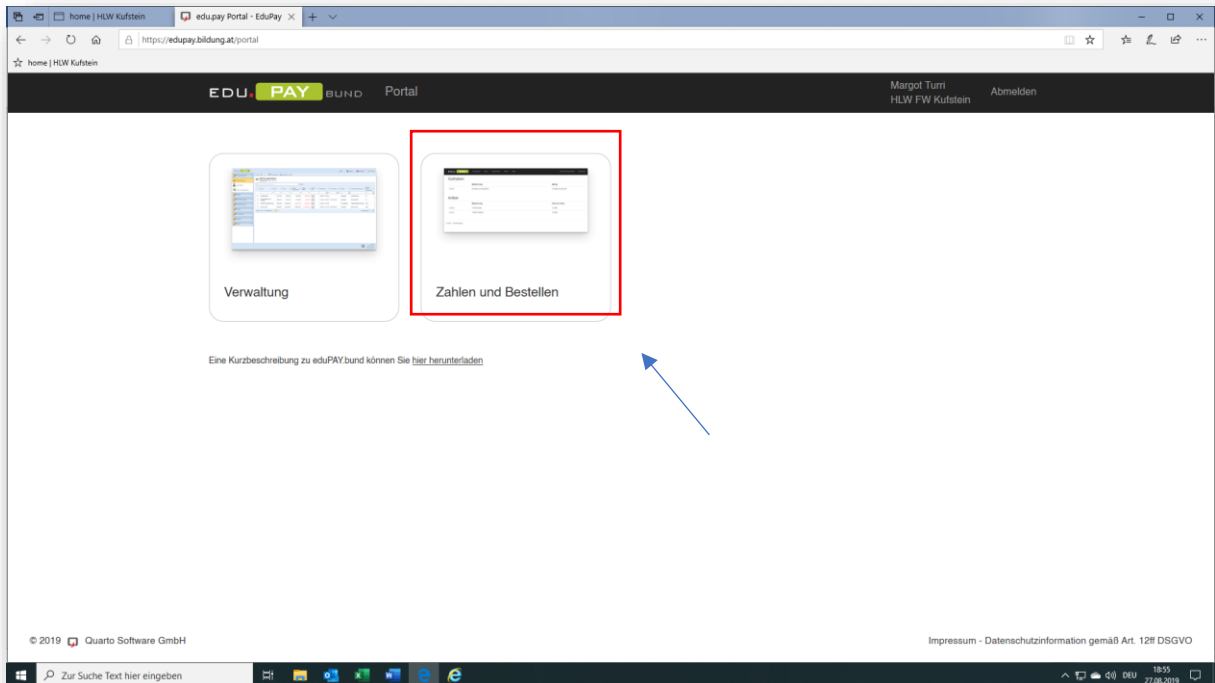 home | HLW Kufstein
edu.pay Portal - EduPay
https://edupay.bildung.at/portal
home | HLW Kufstein
EDU. PAY BUND Portal
Margot Turri
HLW FW Kufstein
Abmelden
Verwaltung
Zahlen und Bestellen
Eine Kurzbeschreibung zu eduPAY.bund können Sie hier herunterladen
© 2019 Quarto Software GmbH
Impressum - Datenschutzinformation gemäß Art. 12ff DSGVO
Zur Suche Text hier eingeben
DEU
18:55
27.08.2019